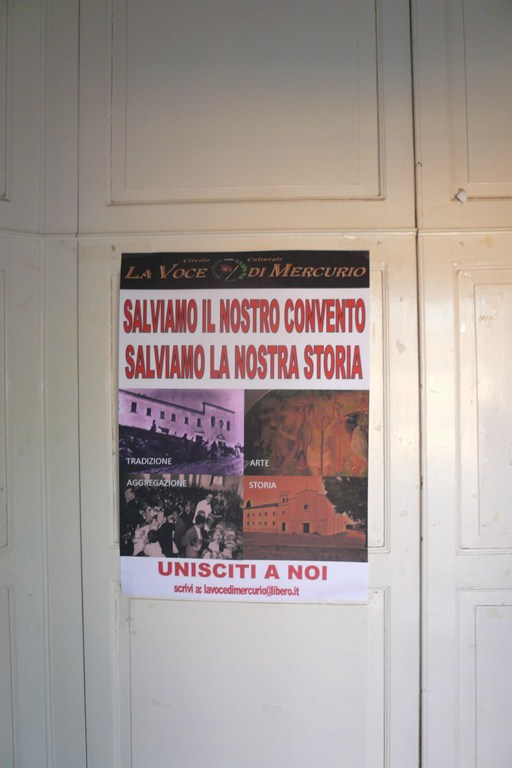 Circolo Culturale
LA VOCE DI MERCURIO
SALVIAMO IL NOSTRO CONVENTO
SALVIAMO LA NOSTRA STORIA
TRADIZIONE
ARTE
AGGREGAZIONE
STORIA
UNISCITI A NOI
scrivi a: lavocedimercurio@libero.it